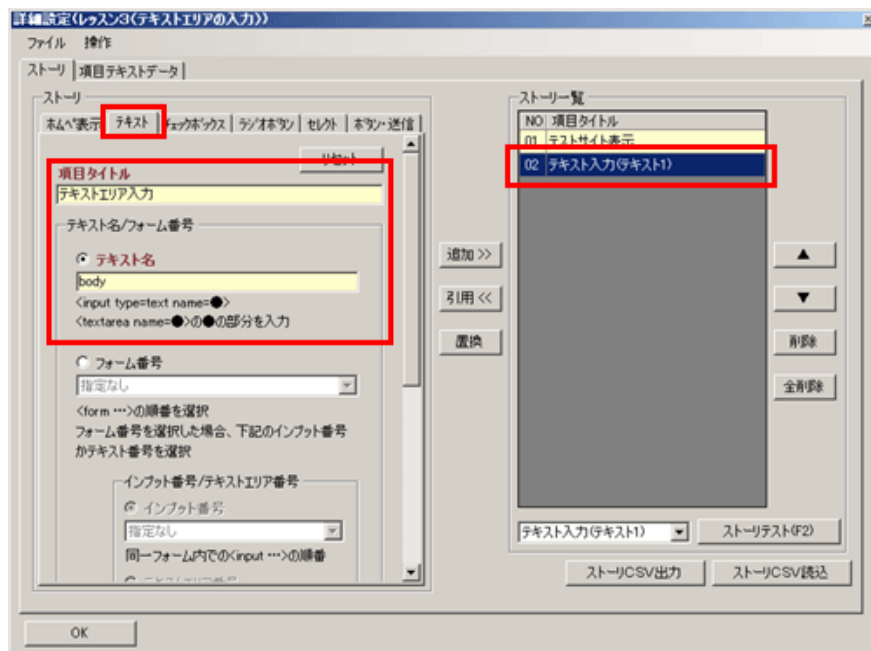 詳細設定(レッスン3(テキストエリアの入力))
ファイル 操作
ストーリ 項目テキストデータ
ストーリ
ホムペ表示 テキスト チェックボックス ラジオボタン セレクト ボタン・送信
リセット
項目タイトル
テキストエリア入力
テキスト名/フォーム番号
テキスト名
body
<input type=text name=●>
<textarea name=●>の●の部分を入力
フォーム番号
指定なし
<form …>の順番を選択
フォーム番号を選択した場合、下記のインプット番号
かテキスト番号を選択
インプット番号/テキストエリア番号
インプット番号
指定なし
同一フォーム内での<input …>の順番
テキストエリア番号
追加 >>
引用 <<
置換
ストーリー覧
NO 項目タイトル
01 テストサイト表示
02 テキスト入力(テキスト1)
▲
▼
削除
全削除
テキスト入力(テキスト1) ストーリテスト(F2)
ストーリCSV出力 ストーリCSV読込
OK